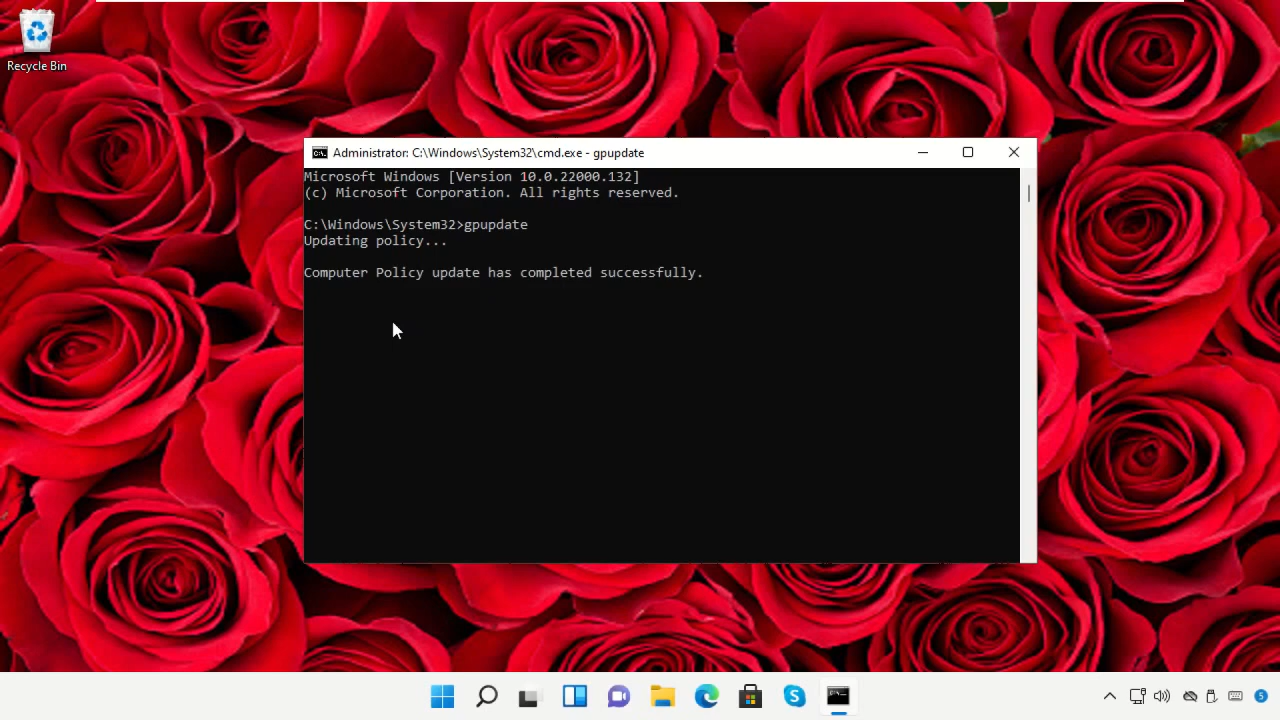 Recycle Bin
Administrator: C:\Windows\System32\cmd.exe - gpupdate
Microsoft Windows [Version 10.0.22000.132]
(c) Microsoft Corporation. All rights reserved.
C:\Windows\System32>gpupdate
Updating policy...
Computer Policy update has completed successfully.
5